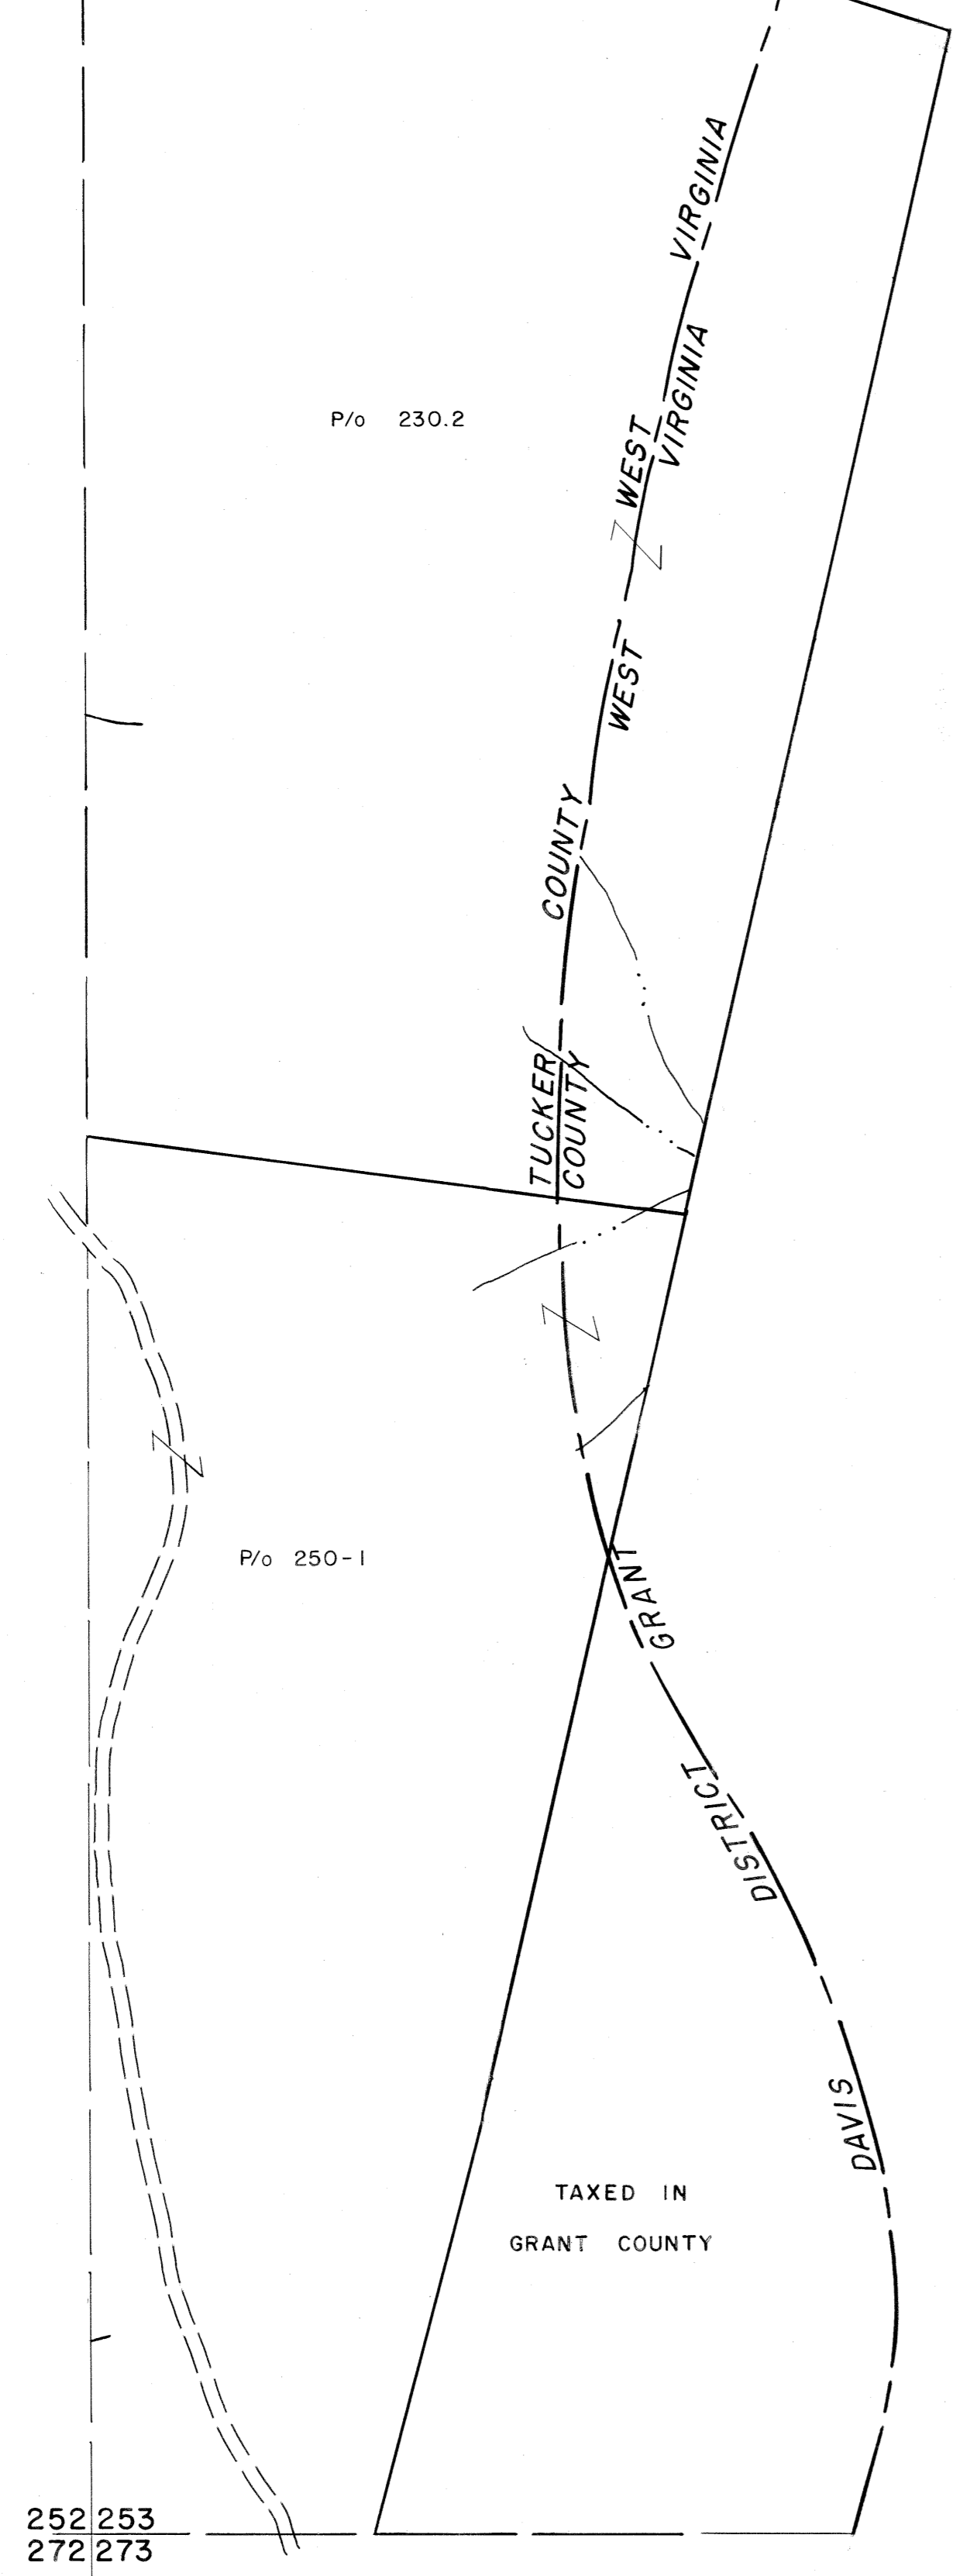 P/o 230.2
TUCKER COUNTY WEST VIRGINIA
COUNTY WEST VIRGINIA
P/o 250-1
GRANT
DISTRICT
DAVIS
TAXED IN
GRANT COUNTY
252 253
272 273